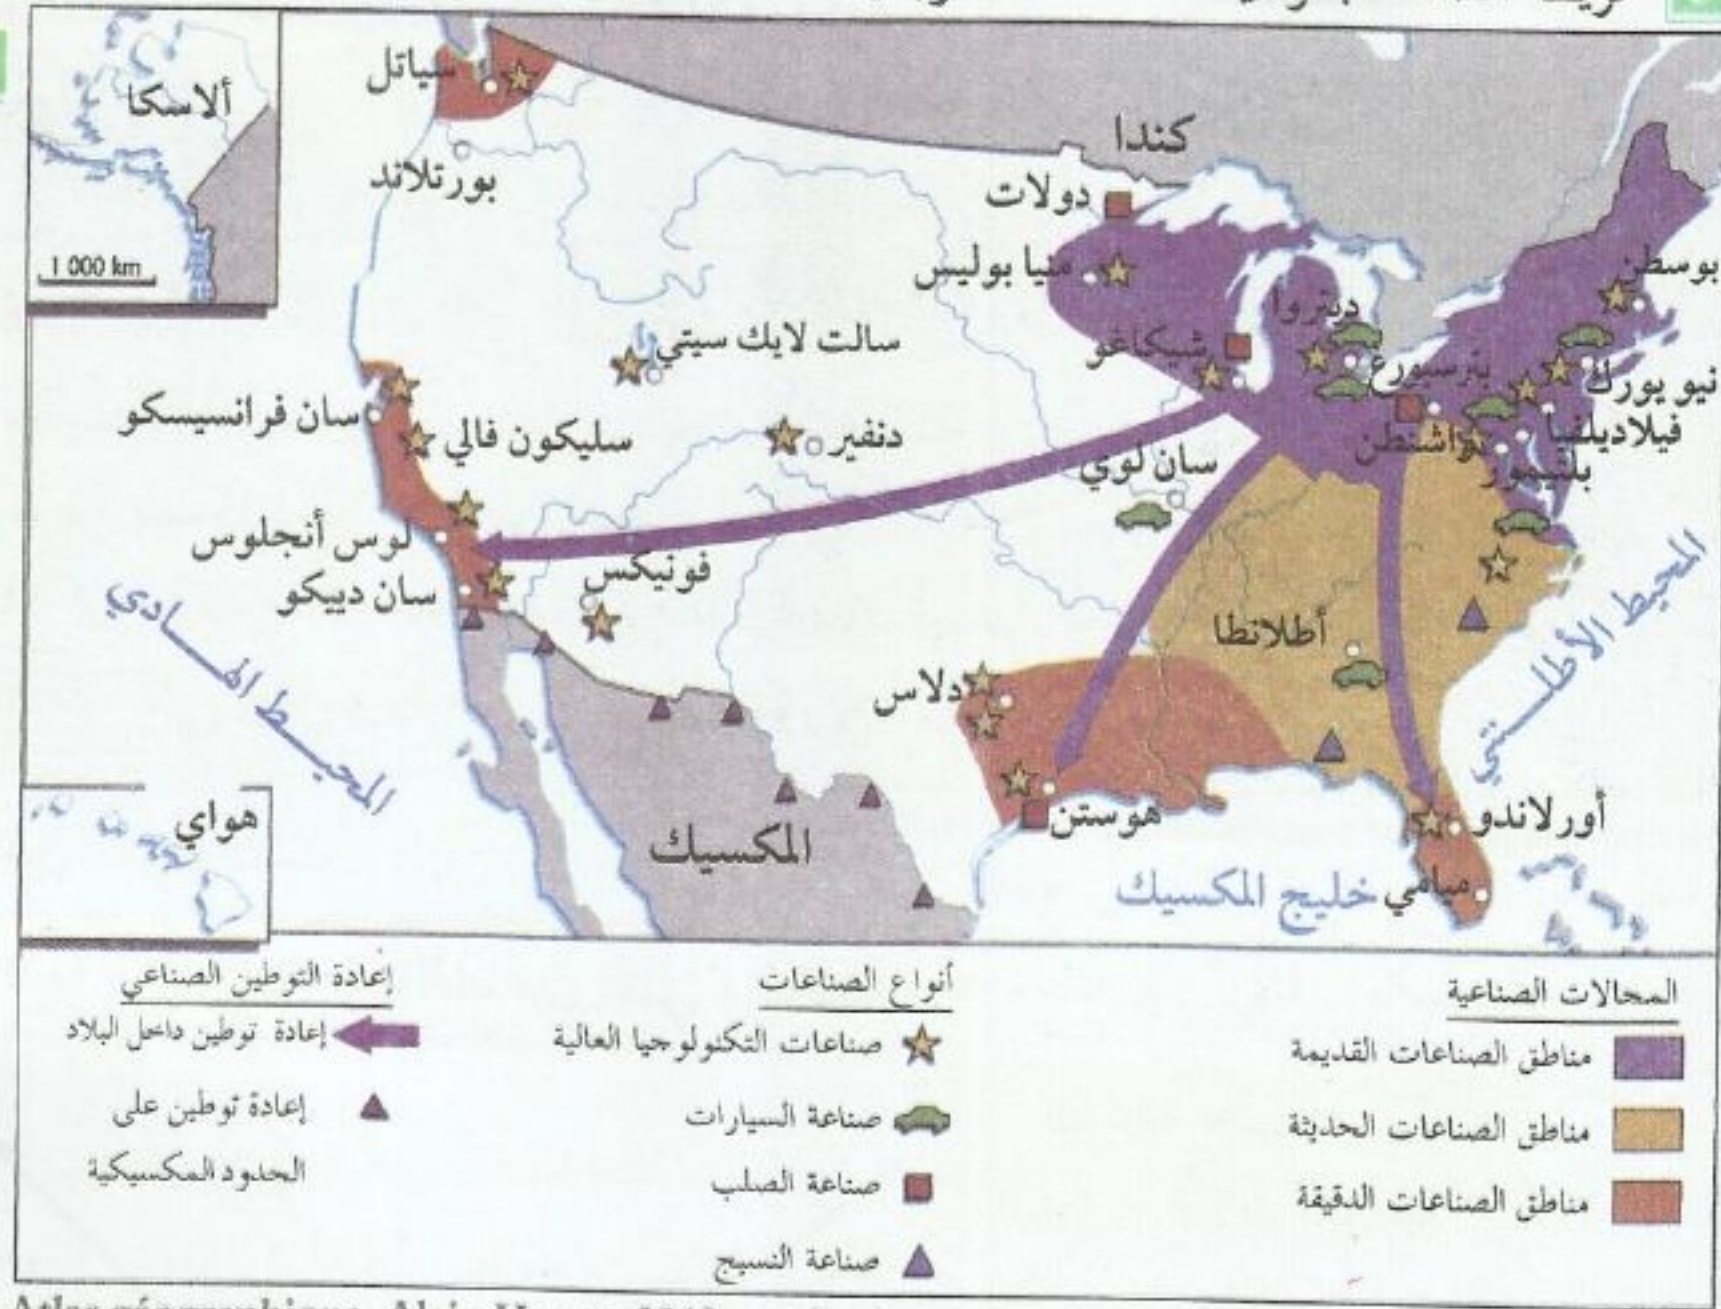 ألاسكا
1 000 km
سياتل
بورتلاند
كندا
دولات
منيا بوليس
بوسطن
ديتروا
شيكاغو
بترسبورغ
نيو يورك
فيلاديلفيا
واشنطن
بلتيمور
سالت لايك سيتي
سان فرانسيسكو
سليكون فالي
دنفير
سان لوي
لوس أنجلوس
سان دييكو
فونيكس
أطلانطا
دلاس
هوستن
أورلاندو
ميامي
المحيط الهادي
المحيط الأطلنتي
هواي
المكسيك
خليج المكسيك
المجالات الصناعية
مناطق الصناعات القديمة
مناطق الصناعات الحديثة
مناطق الصناعات الدقيقة
أنواع الصناعات
صناعات التكنولوجيا العالية
صناعة السيارات
صناعة الصلب
صناعة النسيج
إعادة التوطين الصناعي
إعادة توطين داخل البلاد
إعادة توطين على
الحدود المكسيكية